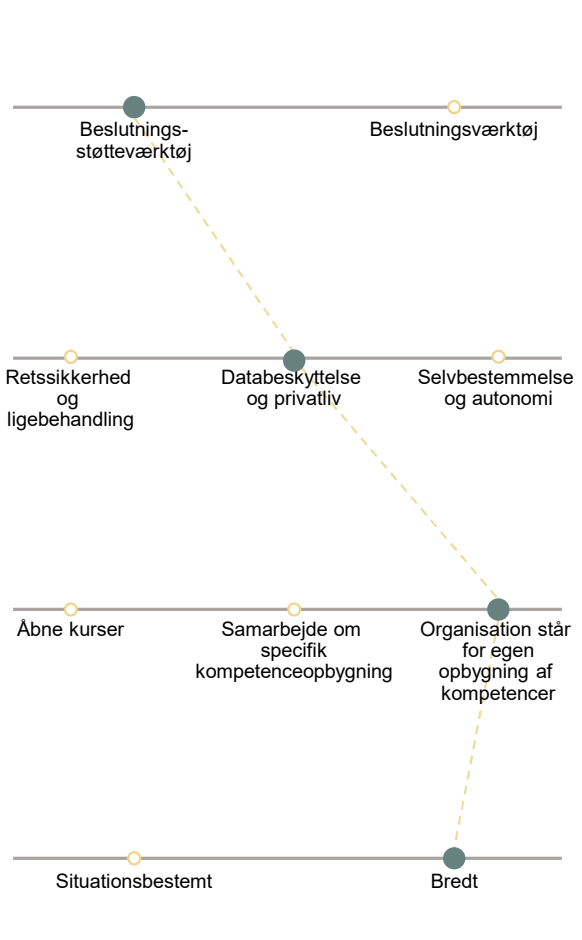 Beslutnings-
støtteværktøj
Beslutningsværktøj
Retssikkerhed
og
ligebehandling
Databeskyttelse
og privatliv
Selvbestemmelse
og autonomi
Åbne kurser
Samarbejde om
specifik
kompetenceopbygning
Organisation står
for egen
opbygning af
kompetencer
Situationsbestemt
Bredt